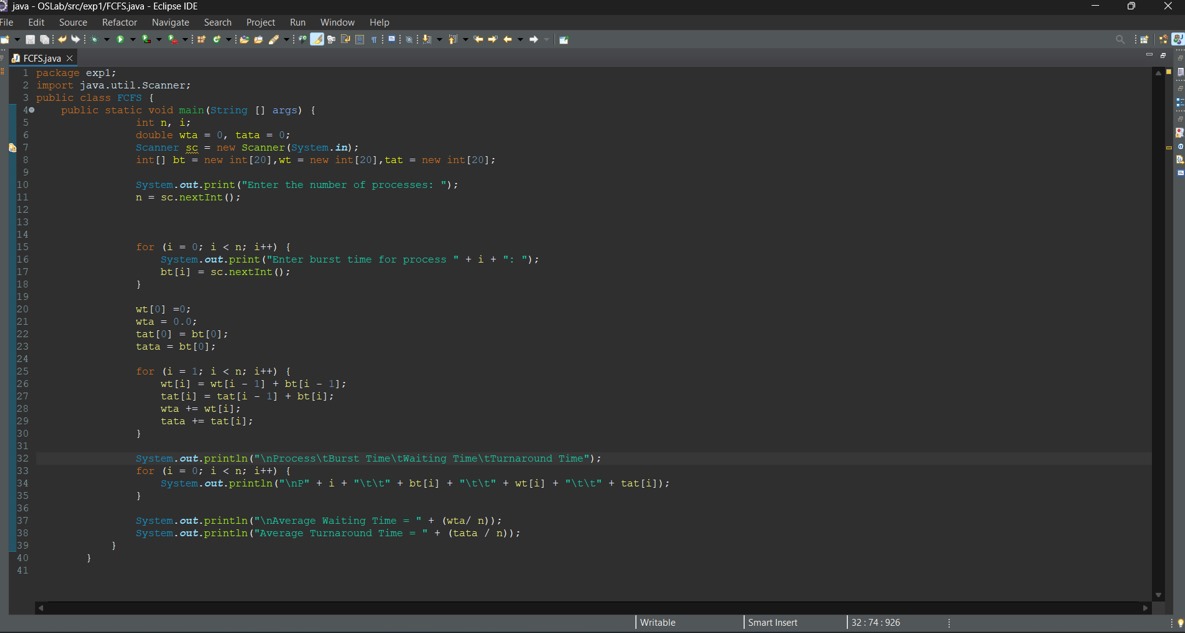 java - OSLab/src/exp1/FCFS.java - Eclipse IDE
File Edit Source Refactor Navigate Search Project Run Window Help
FCFS.java
1 package exp1;
2 import java.util.Scanner;
3 public class FCFS {
4 public static void main(String [] args) {
5 int n, i;
6 double wta = 0, tata = 0;
7 Scanner sc = new Scanner(System.in);
8 int[] bt = new int[20],wt = new int[20],tat = new int[20];
9
10 System.out.print("Enter the number of processes: ");
11 n = sc.nextInt();
12
13
14
15 for (i = 0; i < n; i++) {
16 System.out.print("Enter burst time for process " + i + ": ");
17 bt[i] = sc.nextInt();
18 }
19
20 wt[0] =0;
21 wta = 0.0;
22 tat[0] = bt[0];
23 tata = bt[0];
24
25 for (i = 1; i < n; i++) {
26 wt[i] = wt[i - 1] + bt[i - 1];
27 tat[i] = tat[i - 1] + bt[i];
28 wta += wt[i];
29 tata += tat[i];
30 }
31
32 System.out.println("\nProcess\tBurst Time\tWaiting Time\tTurnaround Time");
33 for (i = 0; i < n; i++) {
34 System.out.println("\nP" + i + "\t\t" + bt[i] + "\t\t" + wt[i] + "\t\t" + tat[i]);
35 }
36
37 System.out.println("\nAverage Waiting Time = " + (wta/ n));
38 System.out.println("Average Turnaround Time = " + (tata / n));
39 }
40 }
41
Writable Smart Insert 32 : 74 : 926